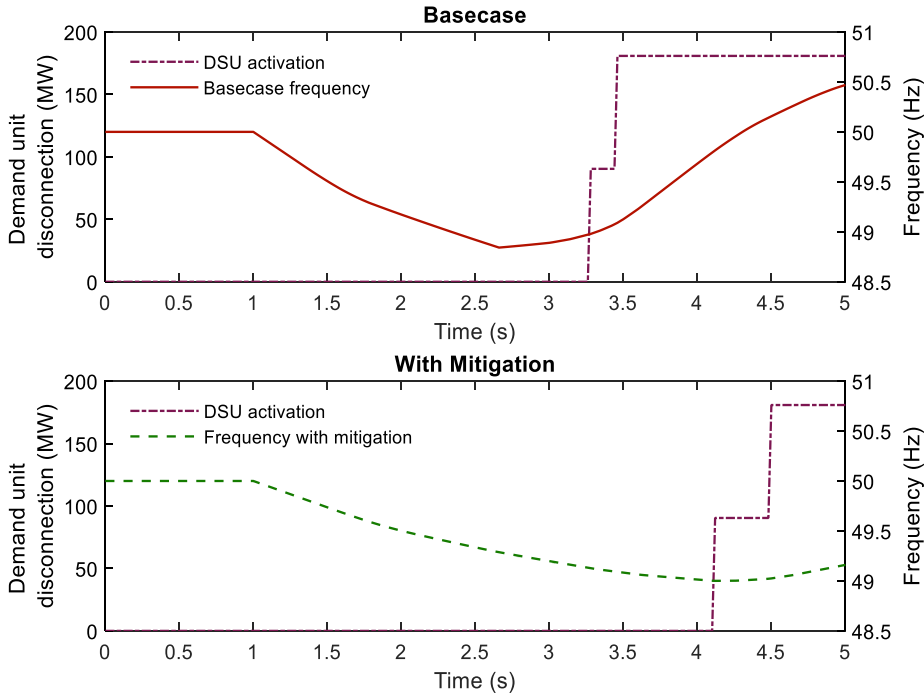 Basecase
Demand unit
disconnection (MW)
200
150
100
50
0
DSU activation
Basecase frequency
51
50.5
50
49.5
49
48.5
Frequency (Hz)
0 0.5 1 1.5 2 2.5 3 3.5 4 4.5 5
Time (s)
With Mitigation
Demand unit
disconnection (MW)
200
150
100
50
0
DSU activation
Frequency with mitigation
51
50.5
50
49.5
49
48.5
Frequency (Hz)
0 0.5 1 1.5 2 2.5 3 3.5 4 4.5 5
Time (s)